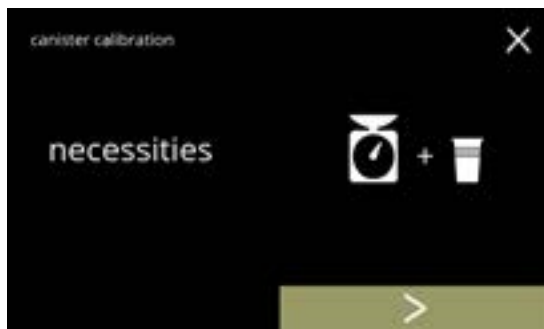 canister calibration
necessities
+
>